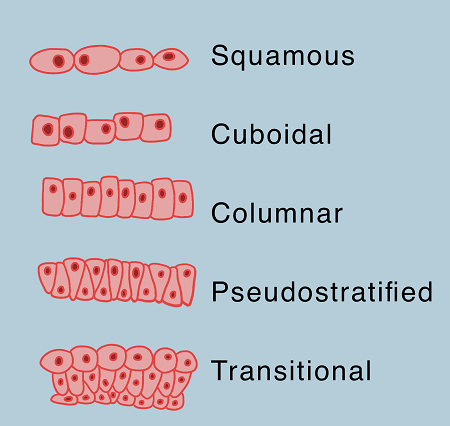 Squamous
Cuboidal
Columnar
Pseudostratified
Transitional